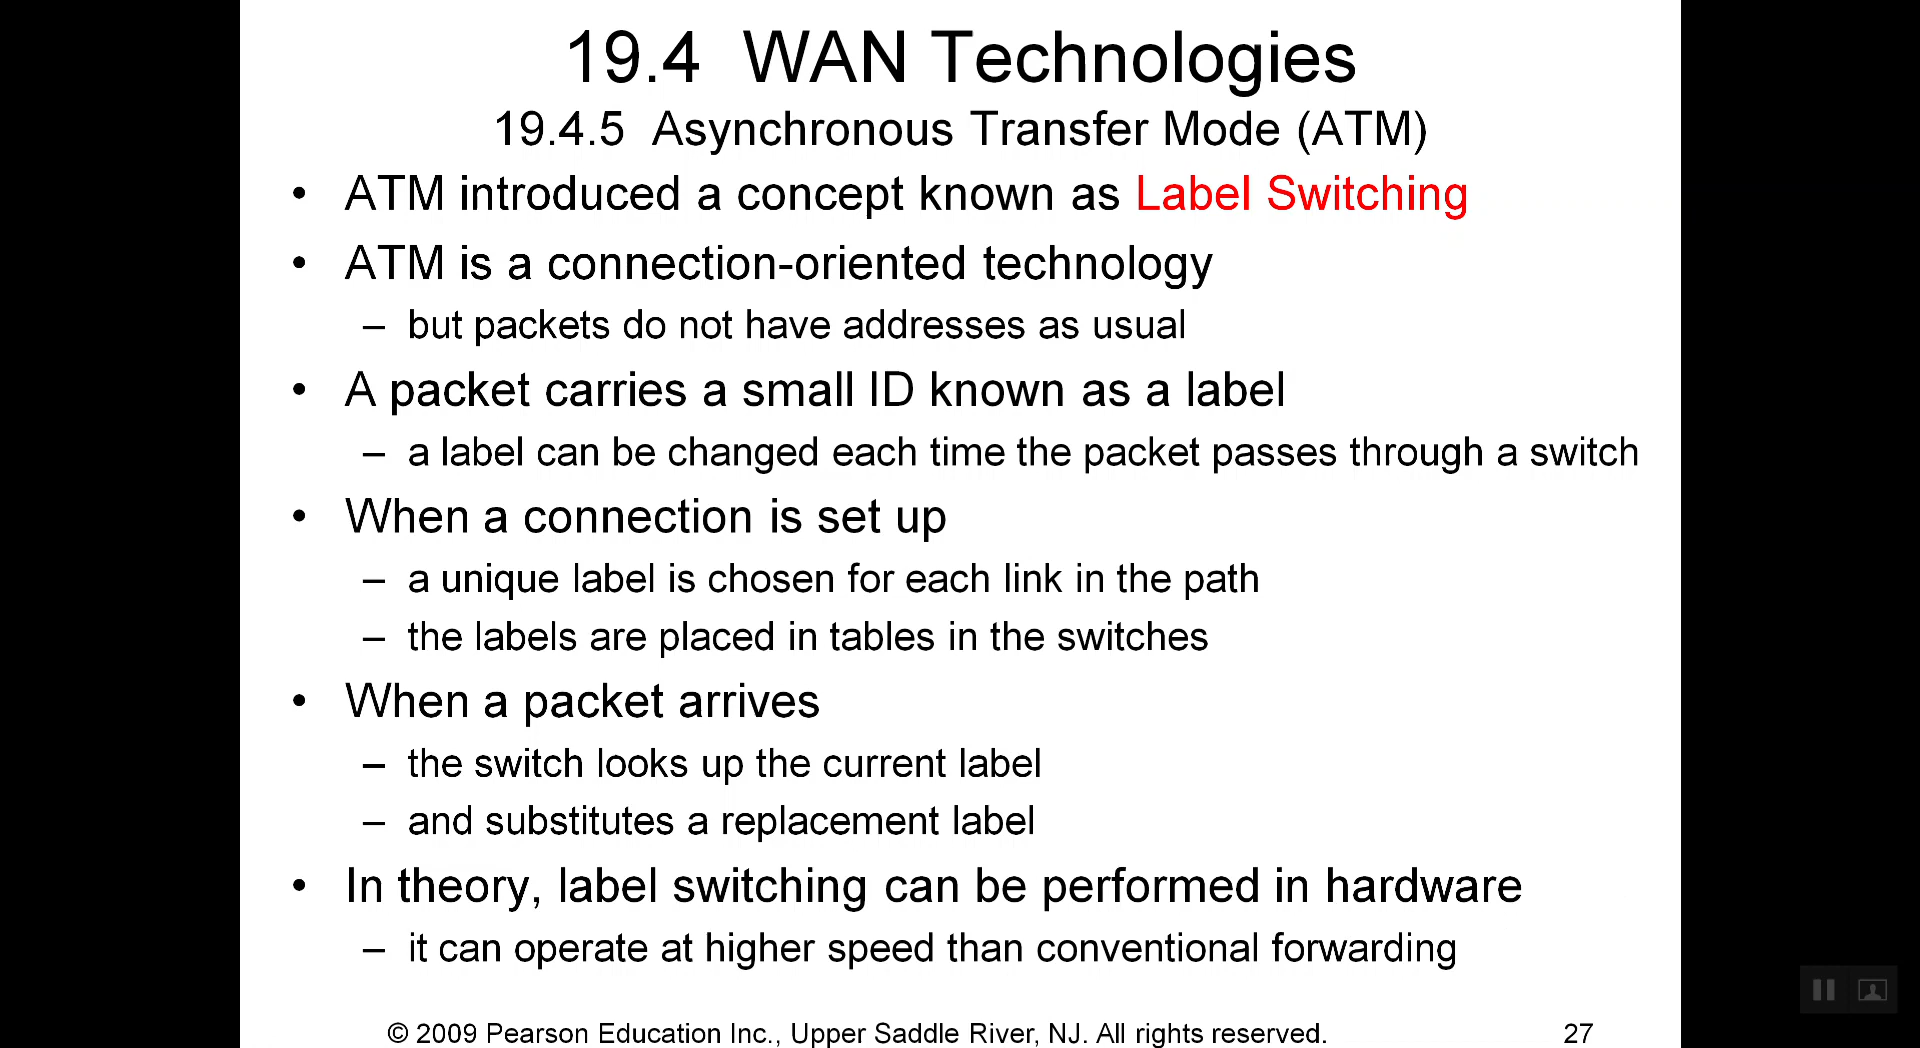 19.4 WAN Technologies
19.4.5 Asynchronous Transfer Mode (ATM)
• ATM introduced a concept known as Label Switching
• ATM is a connection-oriented technology
– but packets do not have addresses as usual
• A packet carries a small ID known as a label
– a label can be changed each time the packet passes through a switch
• When a connection is set up
– a unique label is chosen for each link in the path
– the labels are placed in tables in the switches
• When a packet arrives
– the switch looks up the current label
– and substitutes a replacement label
• In theory, label switching can be performed in hardware
– it can operate at higher speed than conventional forwarding
© 2009 Pearson Education Inc., Upper Saddle River, NJ. All rights reserved. 27